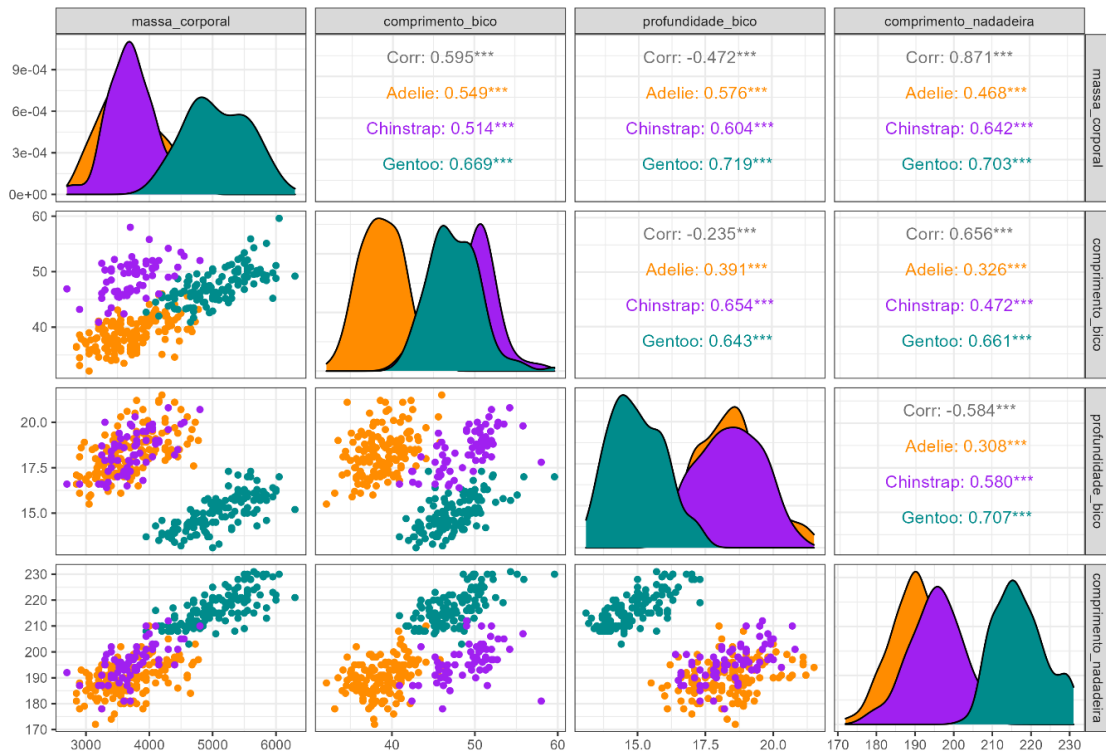 massa_corporal
comprimento_bico
profundidade_bico
comprimento_nadadeira
9e-04
6e-04
3e-04
0e+00
Corr: 0.595***
Adelie: 0.549***
Chinstrap: 0.514***
Gentoo: 0.669***
Corr: -0.472***
Adelie: 0.576***
Chinstrap: 0.604***
Gentoo: 0.719***
Corr: 0.871***
Adelie: 0.468***
Chinstrap: 0.642***
Gentoo: 0.703***
massa_corporal
60
50
40
Corr: -0.235***
Adelie: 0.391***
Chinstrap: 0.654***
Gentoo: 0.643***
Corr: 0.656***
Adelie: 0.326***
Chinstrap: 0.472***
Gentoo: 0.661***
comprimento_bico
20.0
17.5
15.0
Corr: -0.584***
Adelie: 0.308***
Chinstrap: 0.580***
Gentoo: 0.707***
profundidade_bico
230
220
210
200
190
180
170
comprimento_nadadeira
3000 4000 5000 6000
40 50 60
15.0 17.5 20.0
170 180 190 200 210 220 230